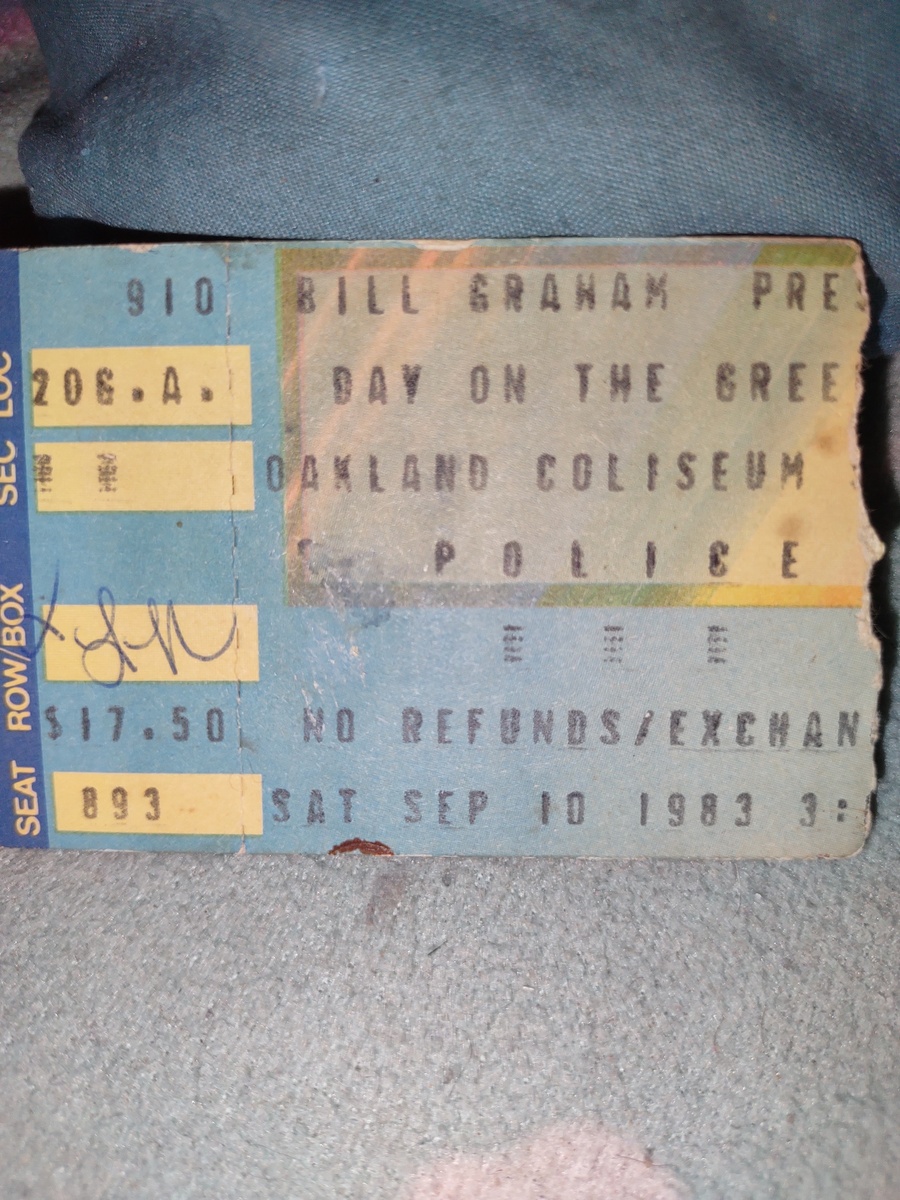 910 BILL GRAHAM PRES
20G.A. DAY ON THE GREE
OAKLAND COLISEUM
POLICE
$17.50 NO REFUNDS/EXCHAN
893 SAT SEP 10 1983 3:
SEAT ROW/BOX SEC LOC